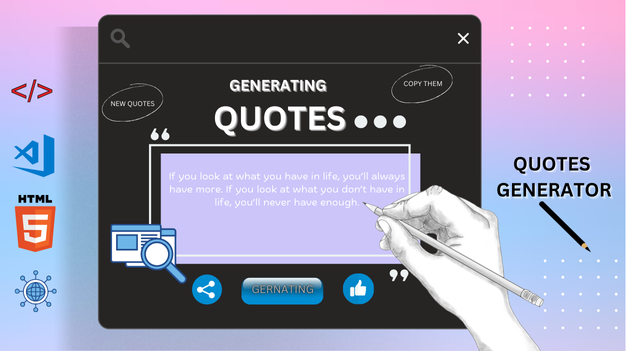 GENERATING
COPY THEM
NEW QUOTES
QUOTES
“
If you look at what you have in life, you'll always
have more. If you look at what you don't have in
life, you'll never have enough.
”
GERNATING
</>
HTML
5
QUOTES
GENERATOR